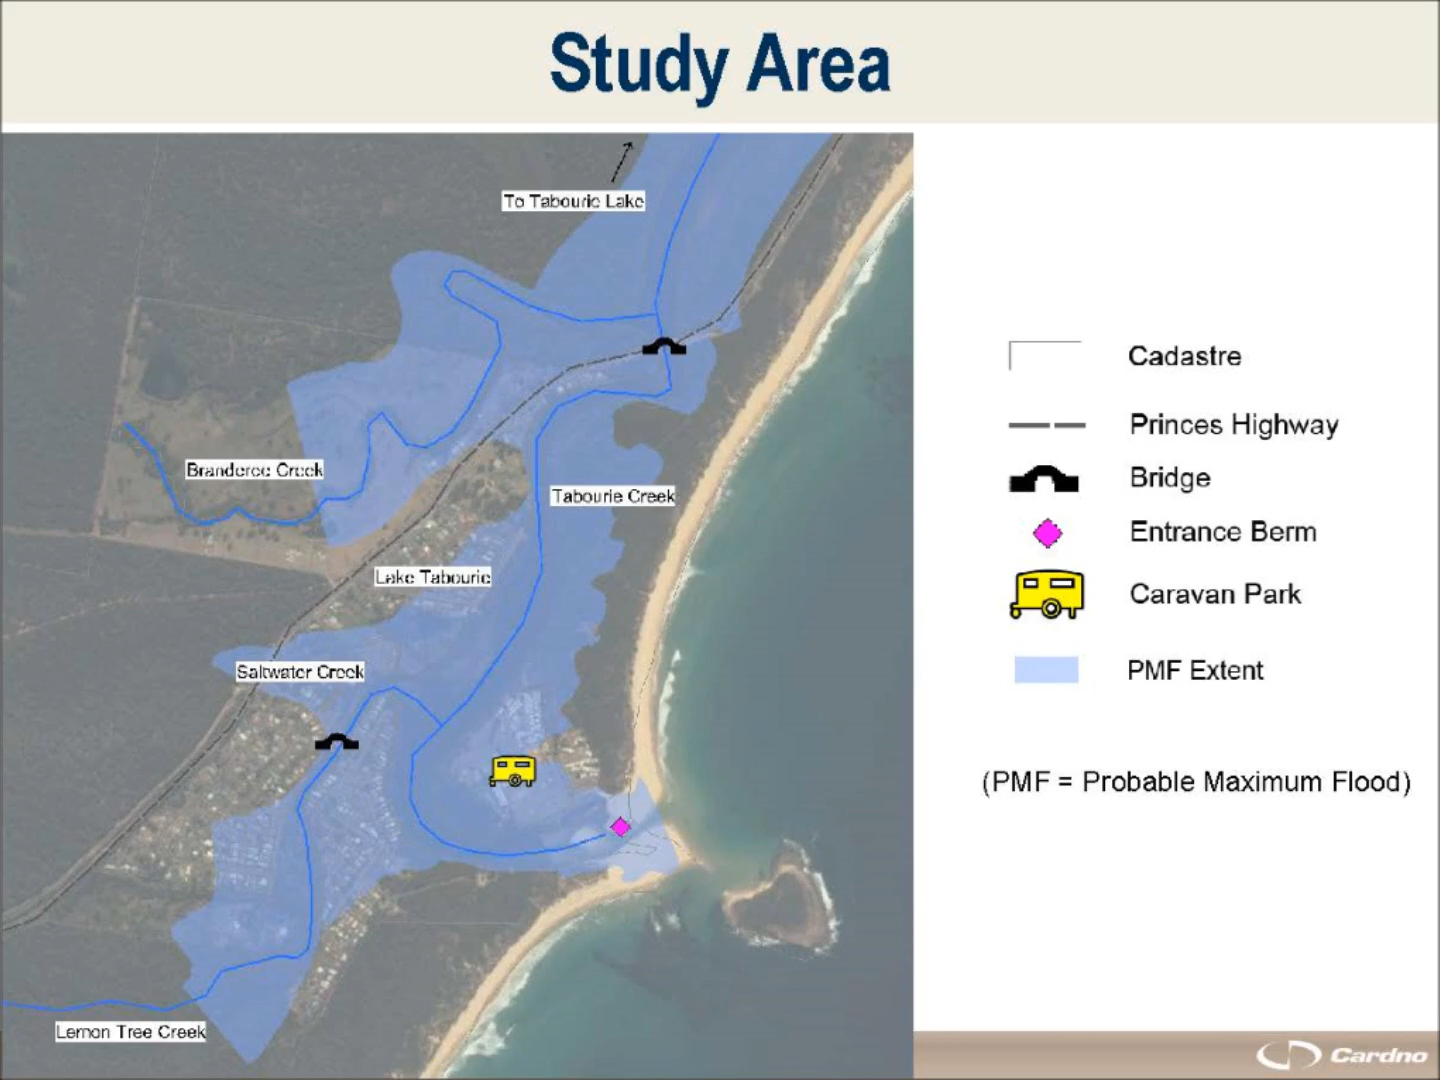 Study Area
To Tabourie Lake
Branderee Creek
Tabourie Creek
Lake Tabourie
Saltwater Creek
Lemon Tree Creek
Cadastre
Princes Highway
Bridge
Entrance Berm
Caravan Park
PMF Extent
(PMF = Probable Maximum Flood)
Cardno